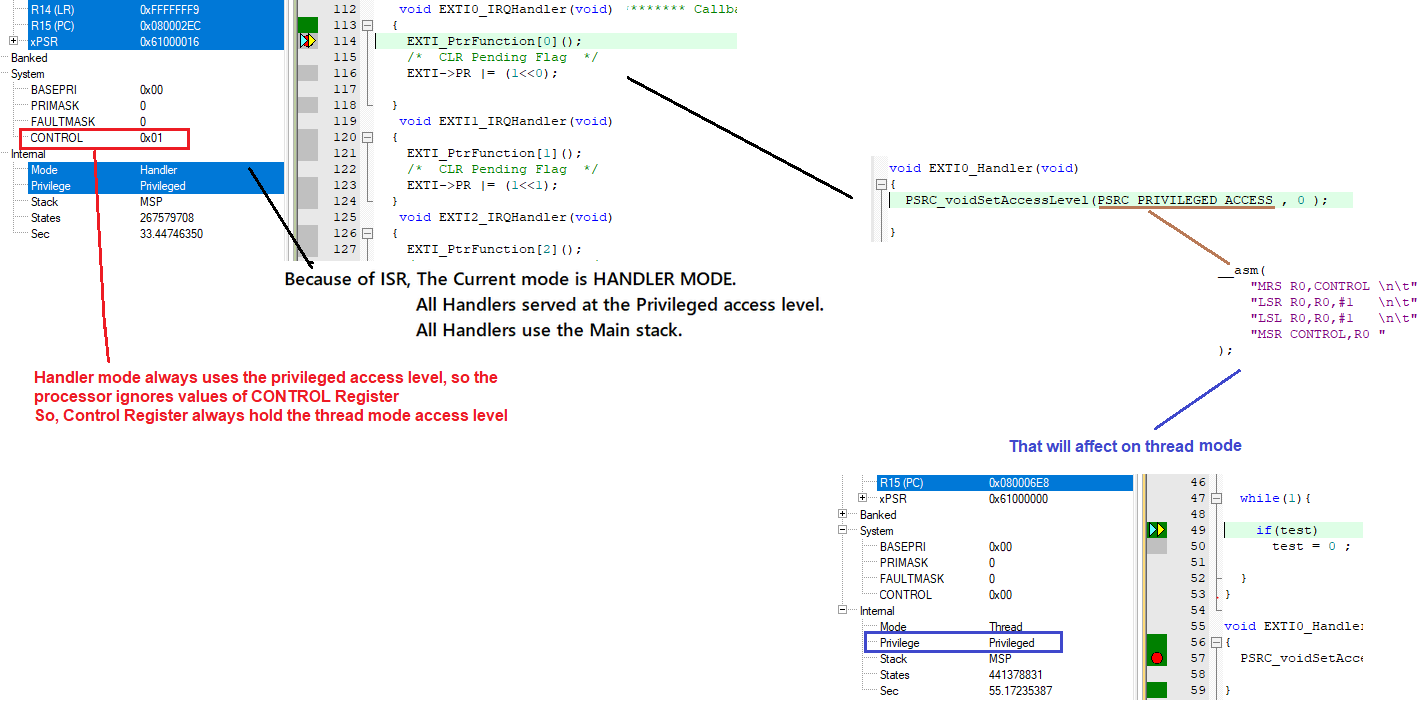 R14 (LR) 0xFFFFFFF9
R15 (PC) 0x080002EC
xPSR 0x61000016
Banked
System
BASEPRI 0x00
PRIMASK 0
FAULTMASK 0
CONTROL 0x01
Internal
Mode Handler
Privilege Privileged
Stack MSP
States 267579708
Sec 33.44746350
112 void EXTI0_IRQHandler(void) ******* Callba
113 {
114 EXTI_PtrFunction[0]();
115 /* CLR Pending Flag */
116 EXTI->PR |= (1<<0);
117
118 }
119 void EXTI1_IRQHandler(void)
120 {
121 EXTI_PtrFunction[1]();
122 /* CLR Pending Flag */
123 EXTI->PR |= (1<<1);
124 }
125 void EXTI2_IRQHandler(void)
126 {
127 EXTI_PtrFunction[2]();
void EXTI0_Handler(void)
{
PSRC_voidSetAccessLevel(PSRC_PRIVILEGED_ACCESS , 0 );
}
Because of ISR, The Current mode is HANDLER MODE.
All Handlers served at the Privileged access level.
All Handlers use the Main stack.
__asm(
"MRS R0,CONTROL \n\t"
"LSR R0,R0,#1 \n\t"
"LSL R0,R0,#1 \n\t"
"MSR CONTROL,R0 "
);
Handler mode always uses the privileged access level, so the
processor ignores values of CONTROL Register
So, Control Register always hold the thread mode access level
That will affect on thread mode
R15 (PC) 0x080006E8
xPSR 0x61000000
Banked
System
BASEPRI 0x00
PRIMASK 0
FAULTMASK 0
CONTROL 0x00
Internal
Mode Thread
Privilege Privileged
Stack MSP
States 441378831
Sec 55.17235387
46
47 while(1){
48
49 if(test)
50 test = 0 ;
51
52 }
53 }
54
55 void EXTI0_Handler
56 {
57 PSRC_voidSetAcce
58
59 }